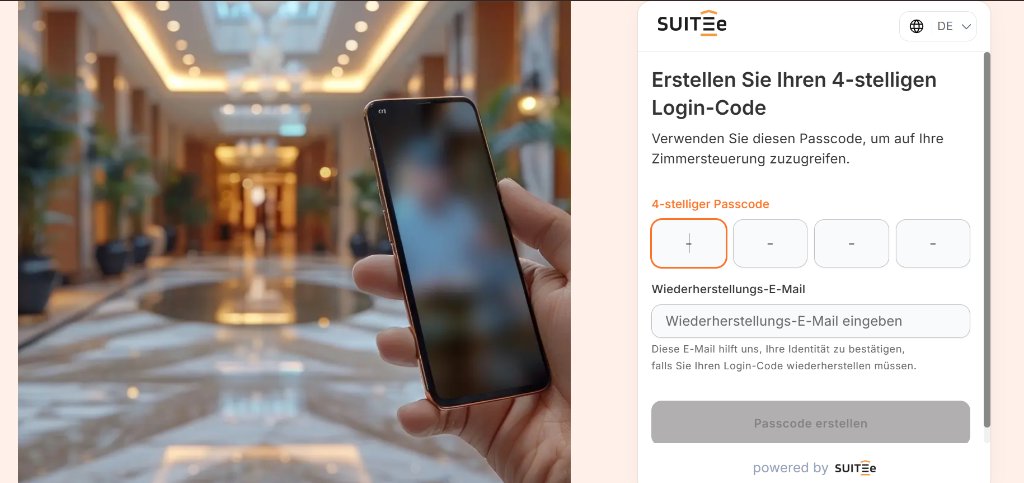 SUITEe
DE
Erstellen Sie Ihren 4-stelligen
Login-Code
Verwenden Sie diesen Passcode, um auf Ihre
Zimmersteuerung zuzugreifen.
4-stelliger Passcode
- - - -
Wiederherstellungs-E-Mail
Wiederherstellungs-E-Mail eingeben
Diese E-Mail hilft uns, Ihre Identität zu bestätigen,
falls Sie Ihren Login-Code wiederherstellen müssen.
Passcode erstellen
powered by SUITEe